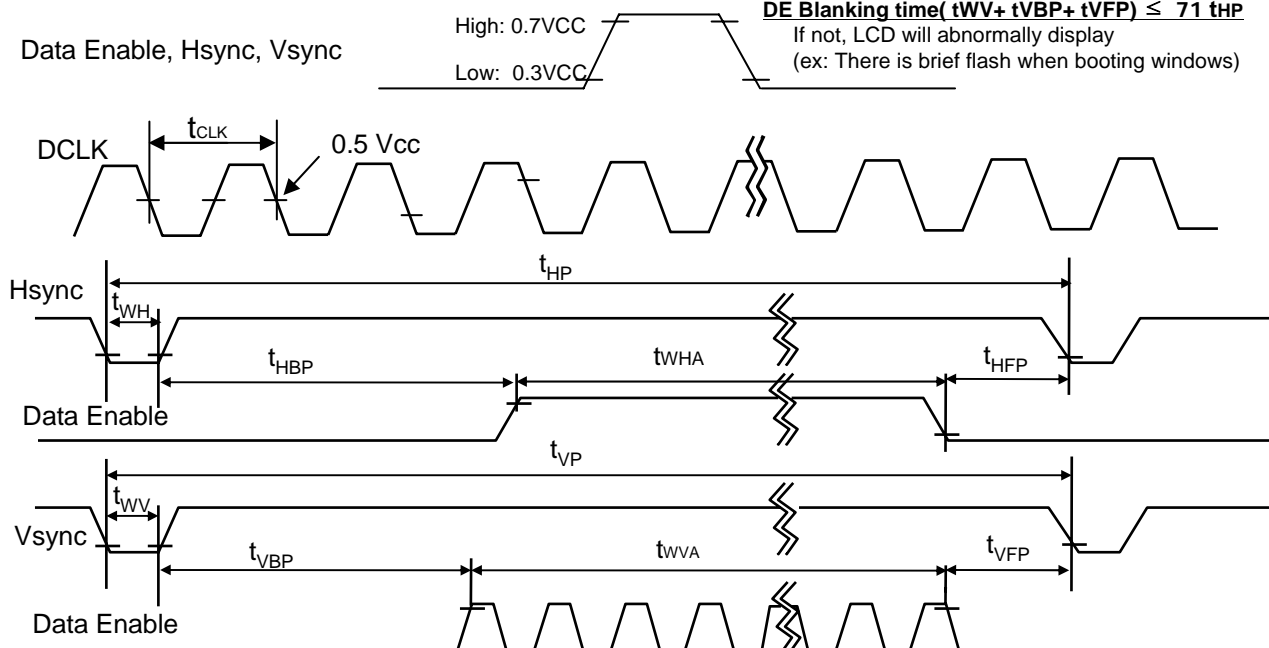 DE Blanking time( tWV+ tVBP+ tVFP) ≤ 71 tHP
High: 0.7VCC
If not, LCD will abnormally display
Data Enable, Hsync, Vsync
(ex: There is brief flash when booting windows)
Low: 0.3VCC
tCLK
DCLK
0.5 Vcc
tHP
Hsync
tWH
tHBP
tWHA
tHFP
Data Enable
tVP
tWV
Vsync
tVBP
tWVA
tVFP
Data Enable